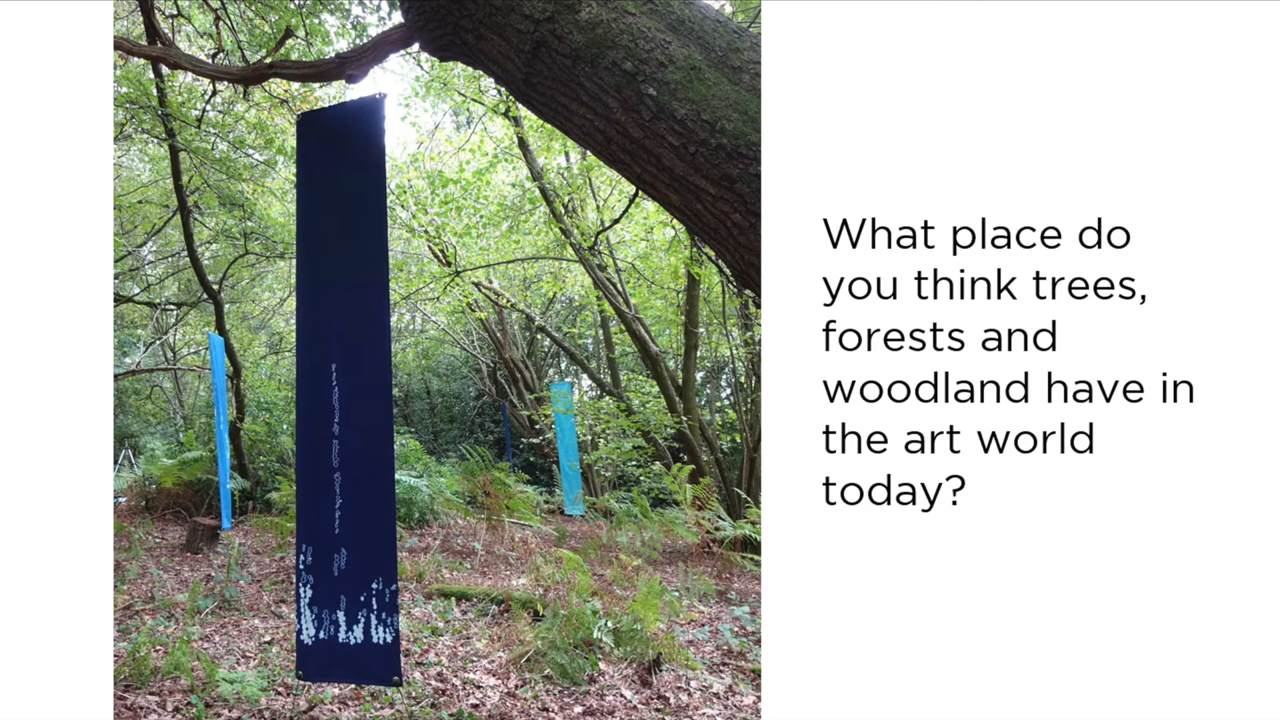 What place do
you think trees,
forests and
woodland have in
the art world
today?